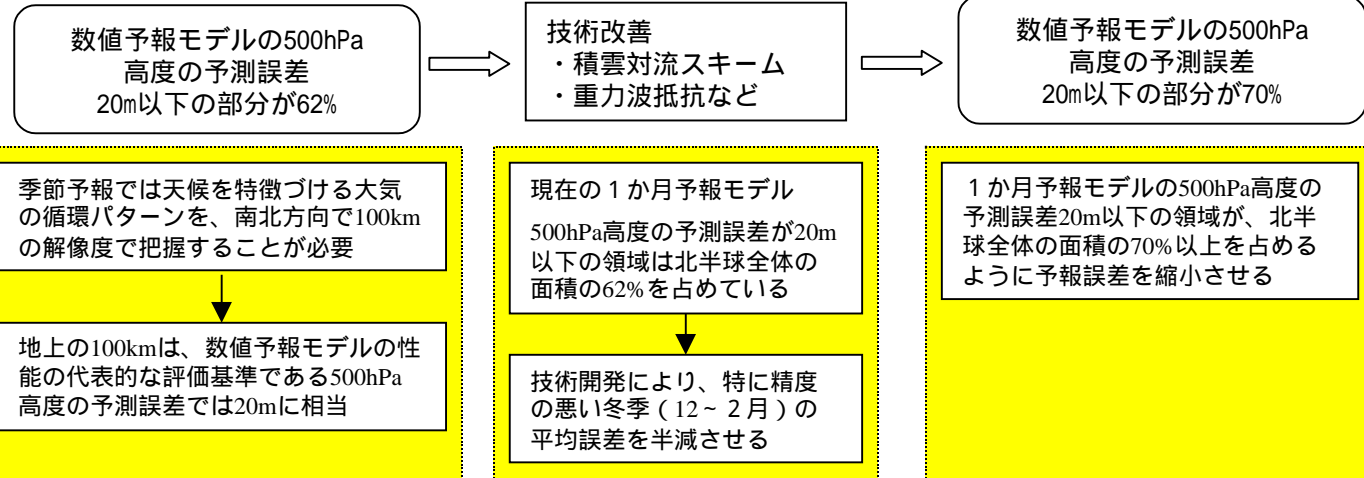 数値予報モデルの500hPa
高度の予測誤差
20m以下の部分が62%
技術改善
・積雲対流スキーム
・重力波抵抗など
数値予報モデルの500hPa
高度の予測誤差
20m以下の部分が70%
季節予報では天候を特徴づける大気
の循環パターンを、南北方向で100km
の解像度で把握することが必要
地上の100kmは、数値予報モデルの性
能の代表的な評価基準である500hPa
高度の予測誤差では20mに相当
現在の１か月予報モデル
500hPa高度の予測誤差が20m
以下の領域は北半球全体の
面積の62%を占めている
技術開発により、特に精度
の悪い冬季（12～２月）の
平均誤差を半減させる
１か月予報モデルの500hPa高度の
予測誤差20m以下の領域が、北半
球全体の面積の70%以上を占める
ように予報誤差を縮小させる